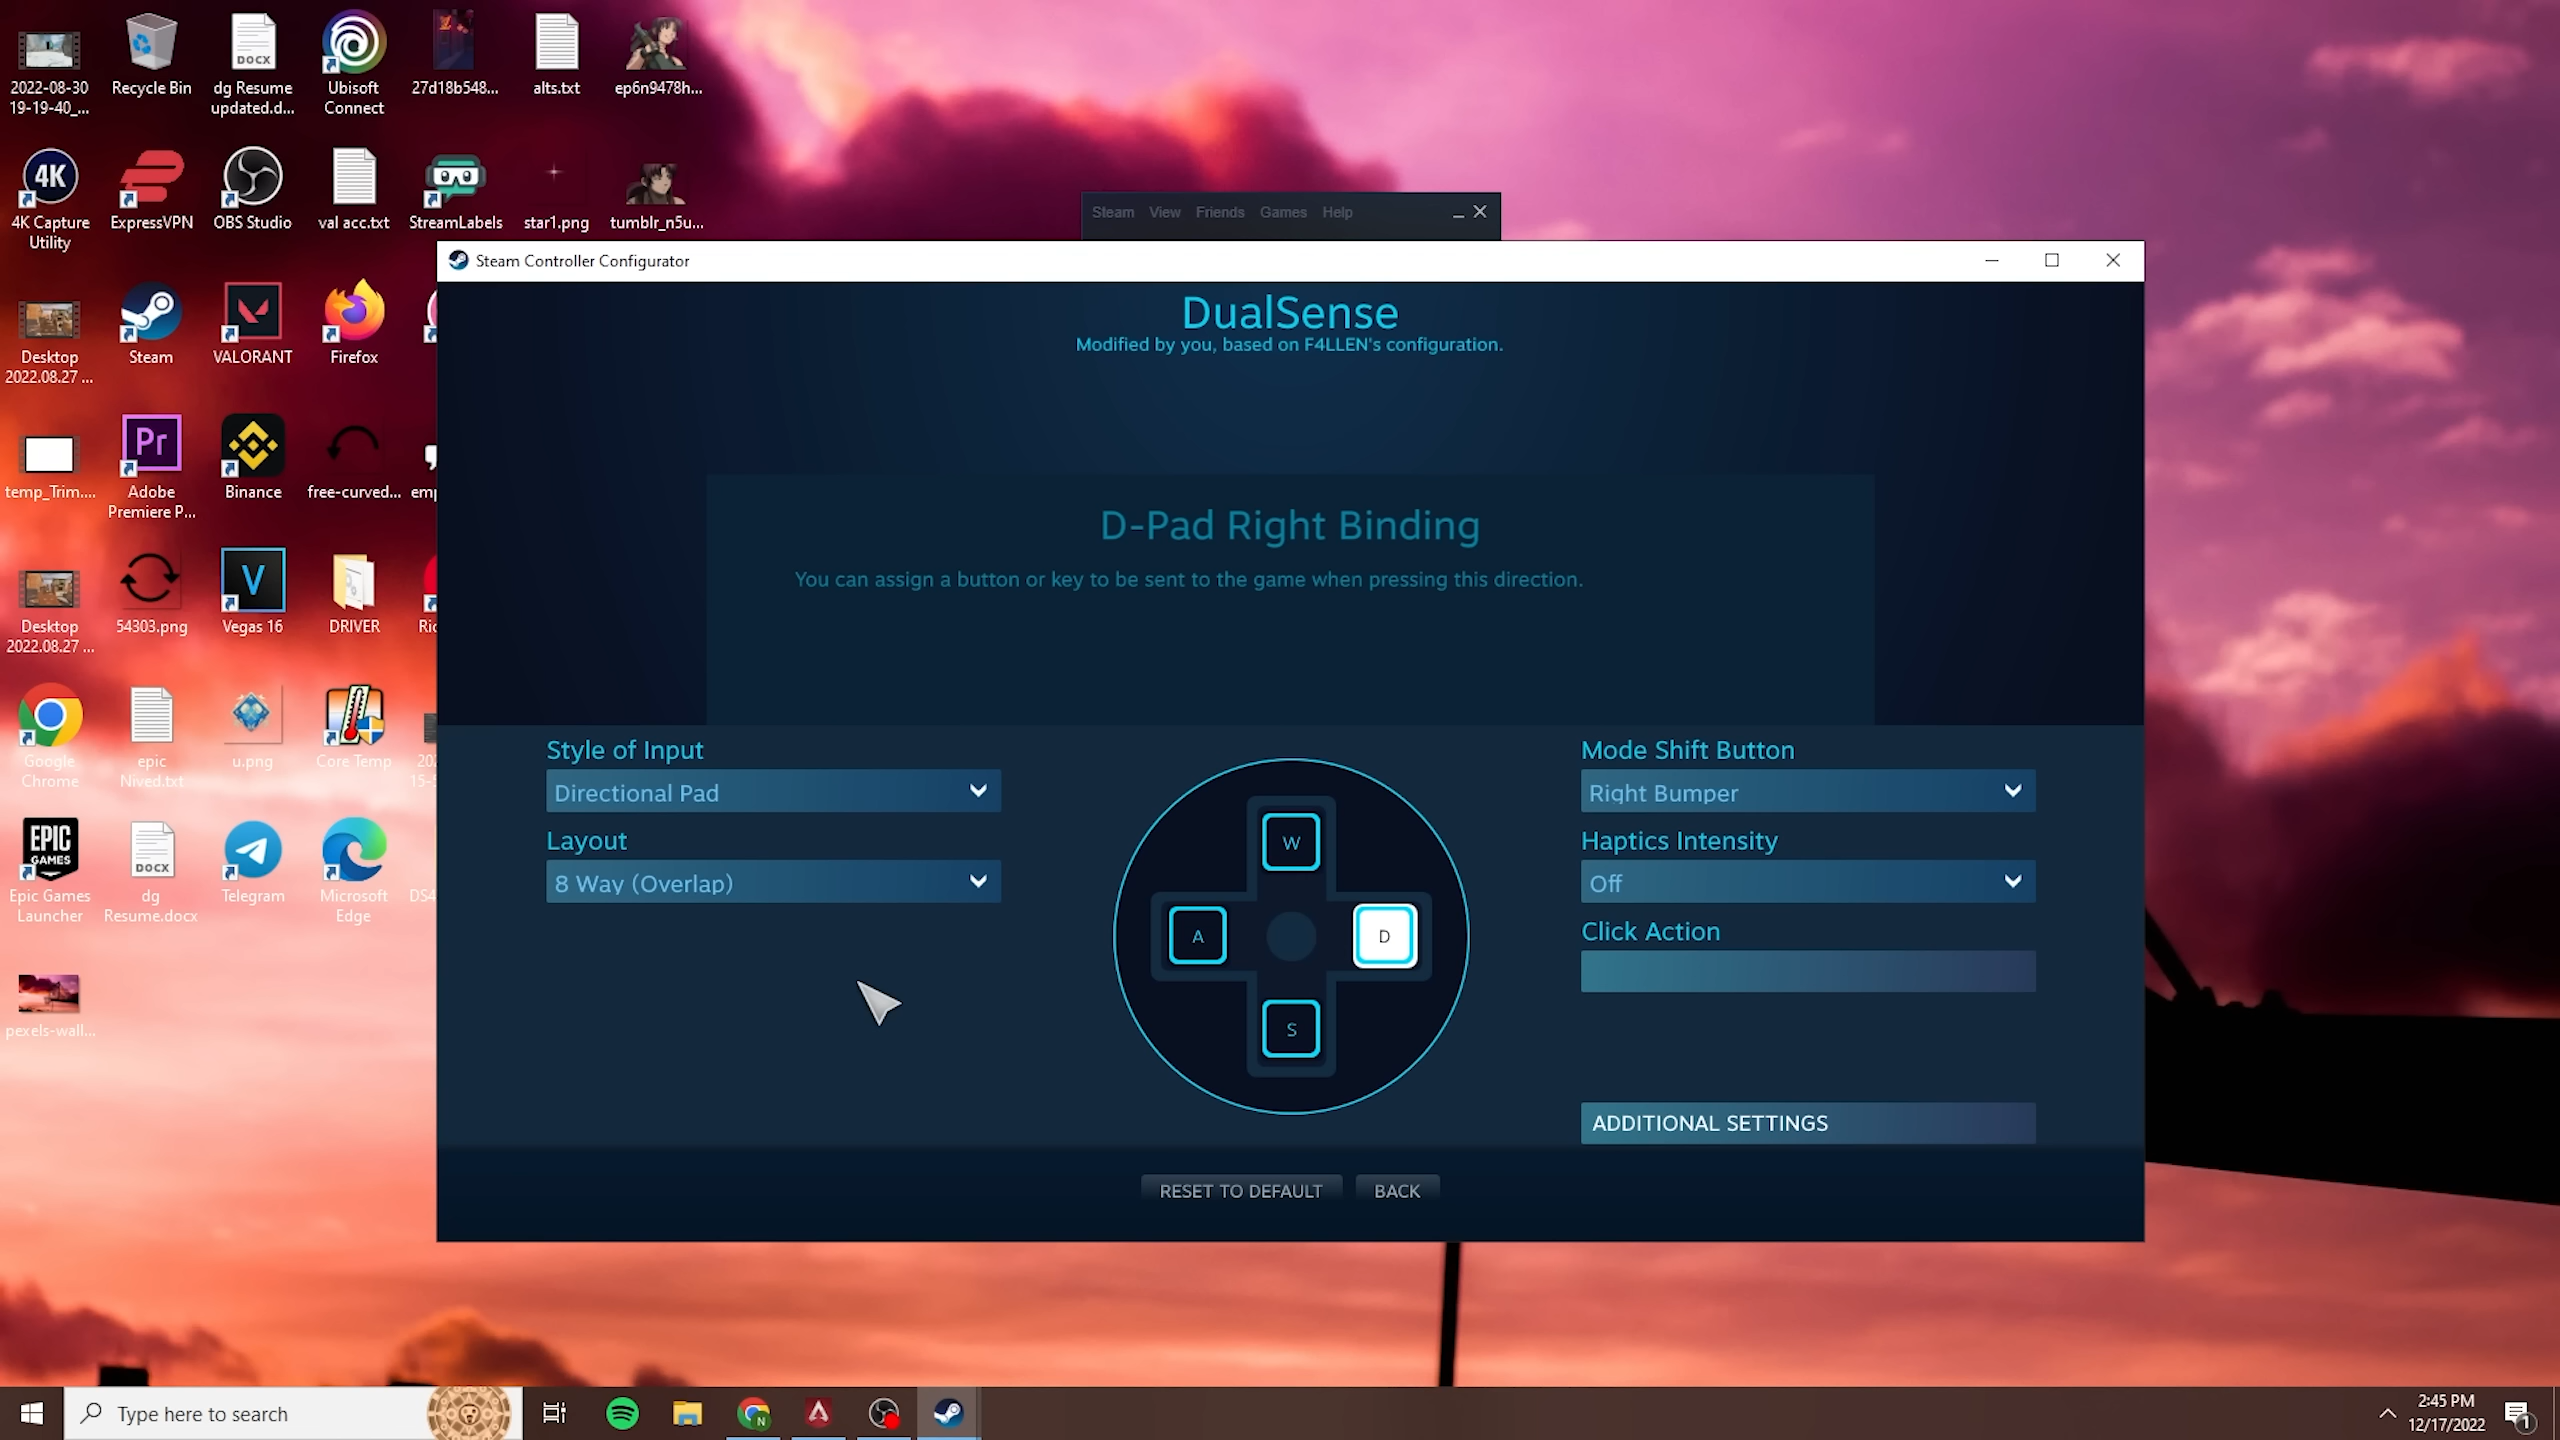 2022-08-30
19-19-40_...
Recycle Bin
DOCX
dg Resume
updated.d...
Ubisoft
Connect
27d18b548...
alts.txt
ep6n9478h...
4K
4K Capture
Utility
ExpressVPN
OBS Studio
val acc.txt
StreamLabels
star1.png
tumblr_n5u...
Steam View Friends Games Help
Steam Controller Configurator
DualSense
Modified by you, based on F4LLEN's configuration.
Desktop
2022.08.27 ...
Steam
VALORANT
Firefox
temp_Trim....
Pr
Adobe
Premiere P...
Binance
free-curved...
emp
D-Pad Right Binding
You can assign a button or key to be sent to the game when pressing this direction.
Desktop
2022.08.27 ...
54303.png
V
Vegas 16
DRIVER
Google
Chrome
epic
Nived.txt
u.png
Core Temp
Style of Input
Directional Pad
Layout
8 Way (Overlap)
W
A
D
S
Mode Shift Button
Right Bumper
Haptics Intensity
Off
Click Action
ADDITIONAL SETTINGS
EPIC
GAMES
Epic Games
Launcher
DOCX
dg
Resume.docx
Telegram
Microsoft
Edge
DS4
pexels-wall...
RESET TO DEFAULT
BACK
Type here to search
N
2:45 PM
12/17/2022
1